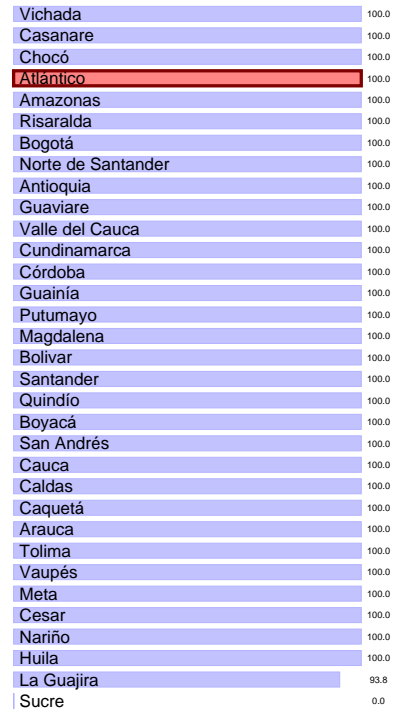 Vichada 100.0
Casanare 100.0
Chocó 100.0
Atlántico 100.0
Amazonas 100.0
Risaralda 100.0
Bogotá 100.0
Norte de Santander 100.0
Antioquia 100.0
Guaviare 100.0
Valle del Cauca 100.0
Cundinamarca 100.0
Córdoba 100.0
Guainía 100.0
Putumayo 100.0
Magdalena 100.0
Bolivar 100.0
Santander 100.0
Quindío 100.0
Boyacá 100.0
San Andrés 100.0
Cauca 100.0
Caldas 100.0
Caquetá 100.0
Arauca 100.0
Tolima 100.0
Vaupés 100.0
Meta 100.0
Cesar 100.0
Nariño 100.0
Huila 100.0
La Guajira 93.8
Sucre 0.0